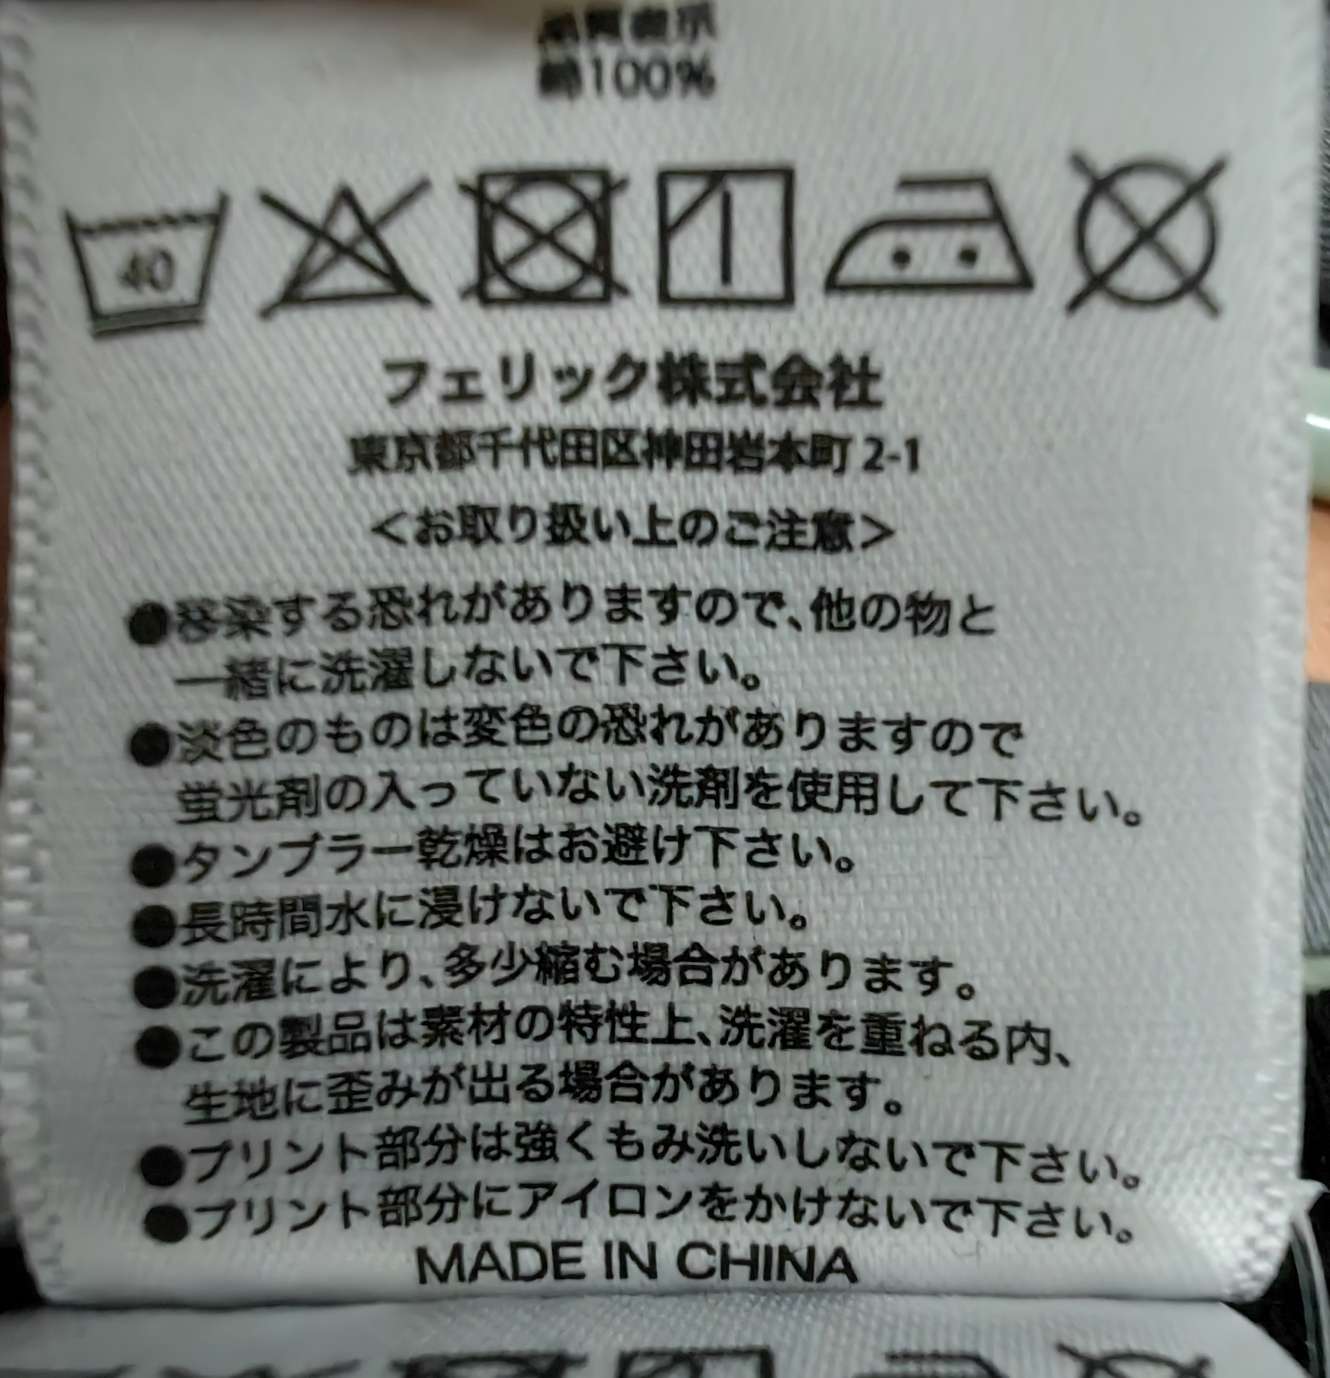 品質表示
綿100%
40
フェリック株式会社
東京都千代田区神田岩本町 2-1
<お取り扱い上のご注意>
●移染する恐れがありますので、他の物と
一緒に洗濯しないで下さい。
●淡色のものは変色の恐れがありますので
蛍光剤の入っていない洗剤を使用して下さい。
●タンブラー乾燥はお避け下さい。
●長時間水に浸けないで下さい。
●洗濯により、多少縮む場合があります。
●この製品は素材の特性上、洗濯を重ねる内、
生地に歪みが出る場合があります。
●プリント部分は強くもみ洗いしないで下さい。
●プリント部分にアイロンをかけないで下さい。
MADE IN CHINA